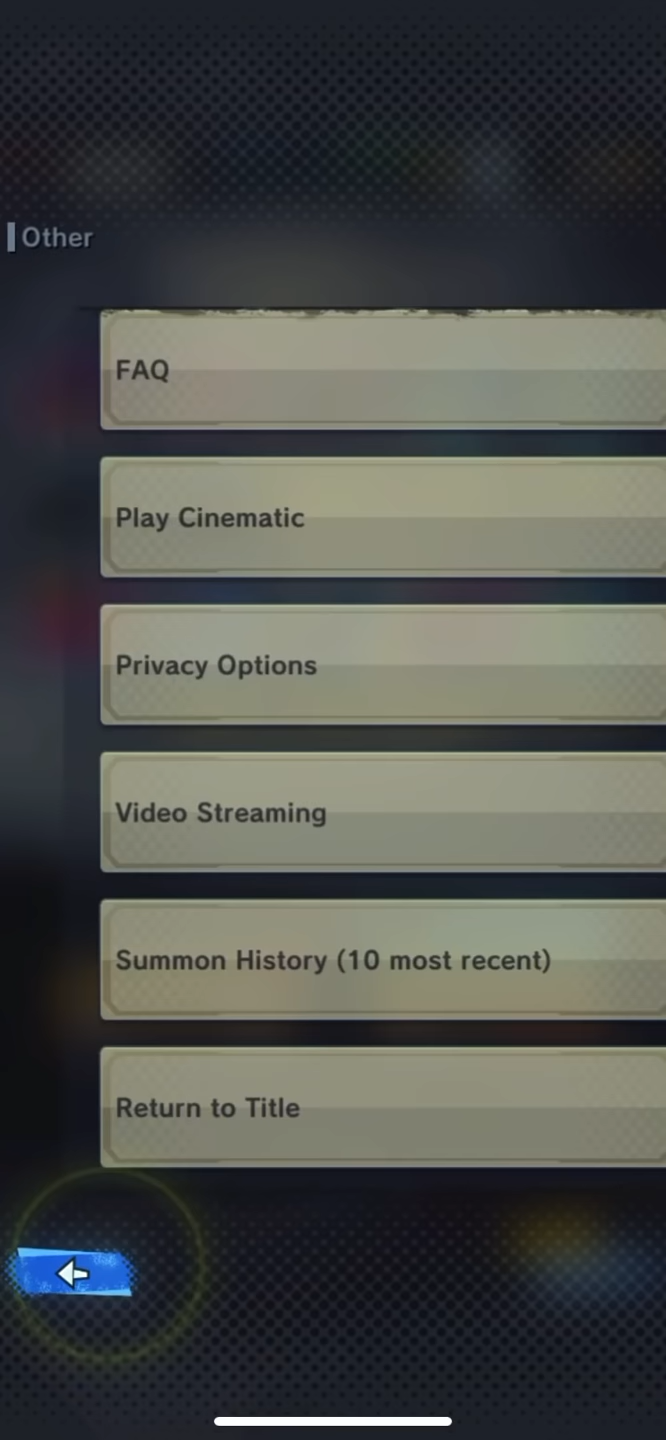 Other
FAQ
Play Cinematic
Privacy Options
Video Streaming
Summon History (10 most recent)
Return to Title